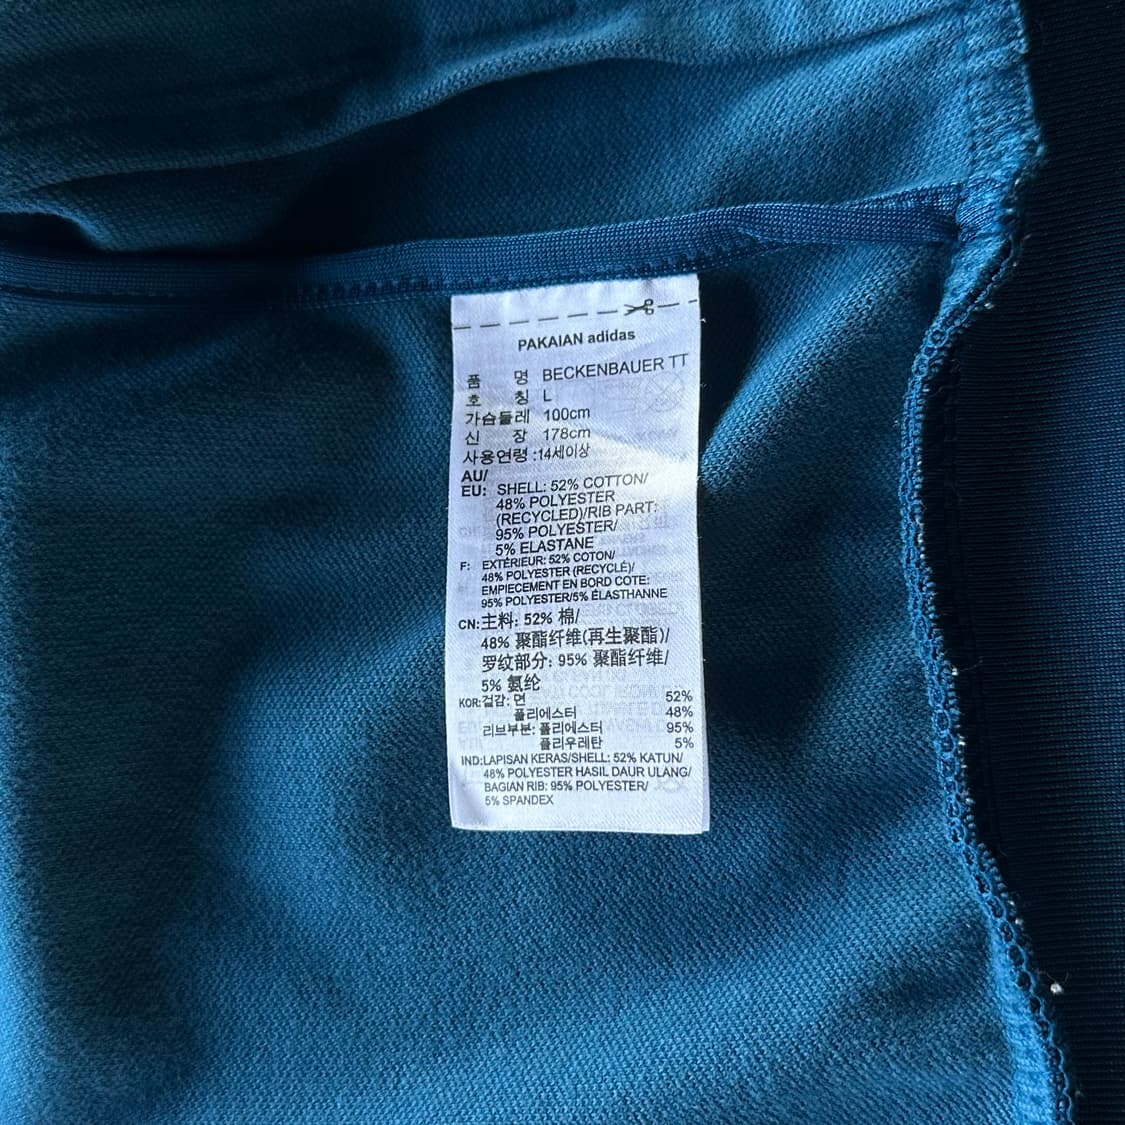 PAKAIAN adidas
품 명 BECKENBAUER TT
호 칭 L
가슴둘레 100cm
신 장 178cm
사용연령 :14세이상
AU/
EU: SHELL: 52% COTTON/
48% POLYESTER
(RECYCLED)/RIB PART:
95% POLYESTER/
5% ELASTANE
F: EXTÉRIEUR: 52% COTON/
48% POLYESTER (RECYCLÉ)/
EMPIECEMENT EN BORD COTE:
95% POLYESTER/5% ÉLASTHANNE
CN:主料: 52% 棉/
48% 聚酯纤维(再生聚酯)/
罗纹部分: 95% 聚酯纤维/
5% 氨纶
KOR:겉감: 면 52%
폴리에스터 48%
리브부분: 폴리에스터 95%
폴리우레탄 5%
IND:LAPISAN KERAS/SHELL: 52% KATUN/
48% POLYESTER HASIL DAUR ULANG/
BAGIAN RIB: 95% POLYESTER/
5% SPANDEX